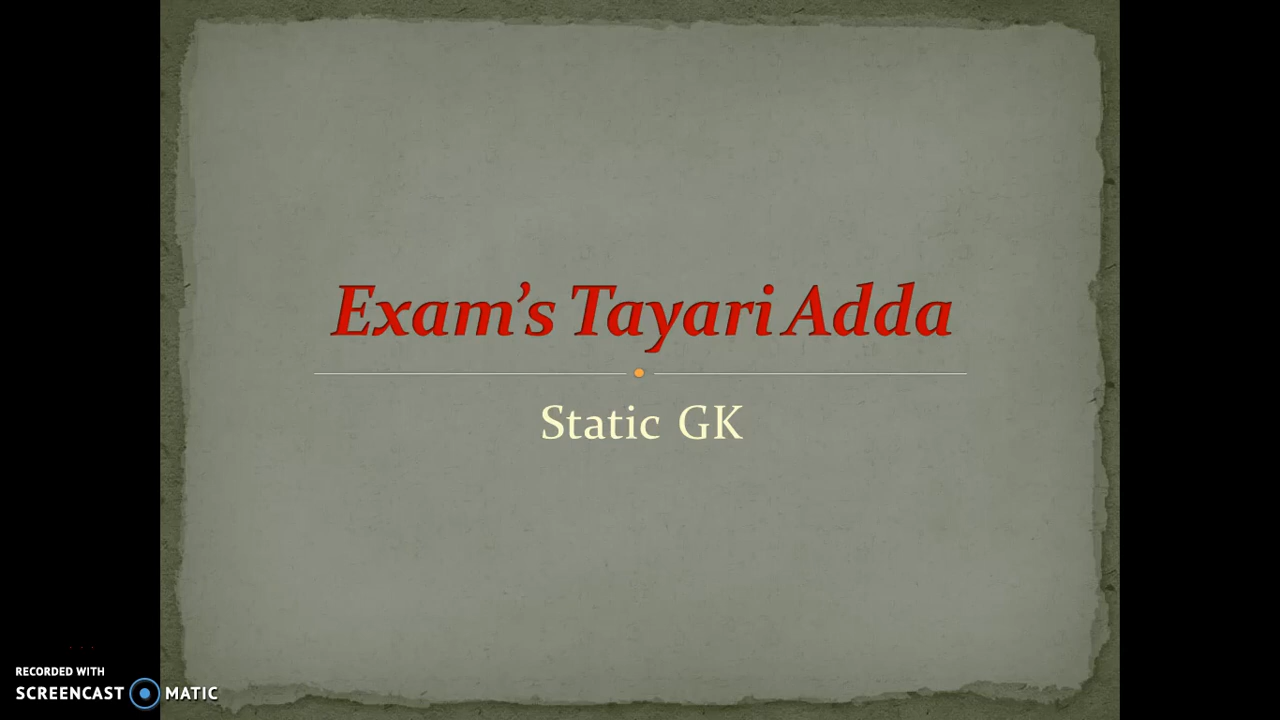 Exam’s Tayari Adda
Static GK
RECORDED WITH
SCREENCAST MATIC